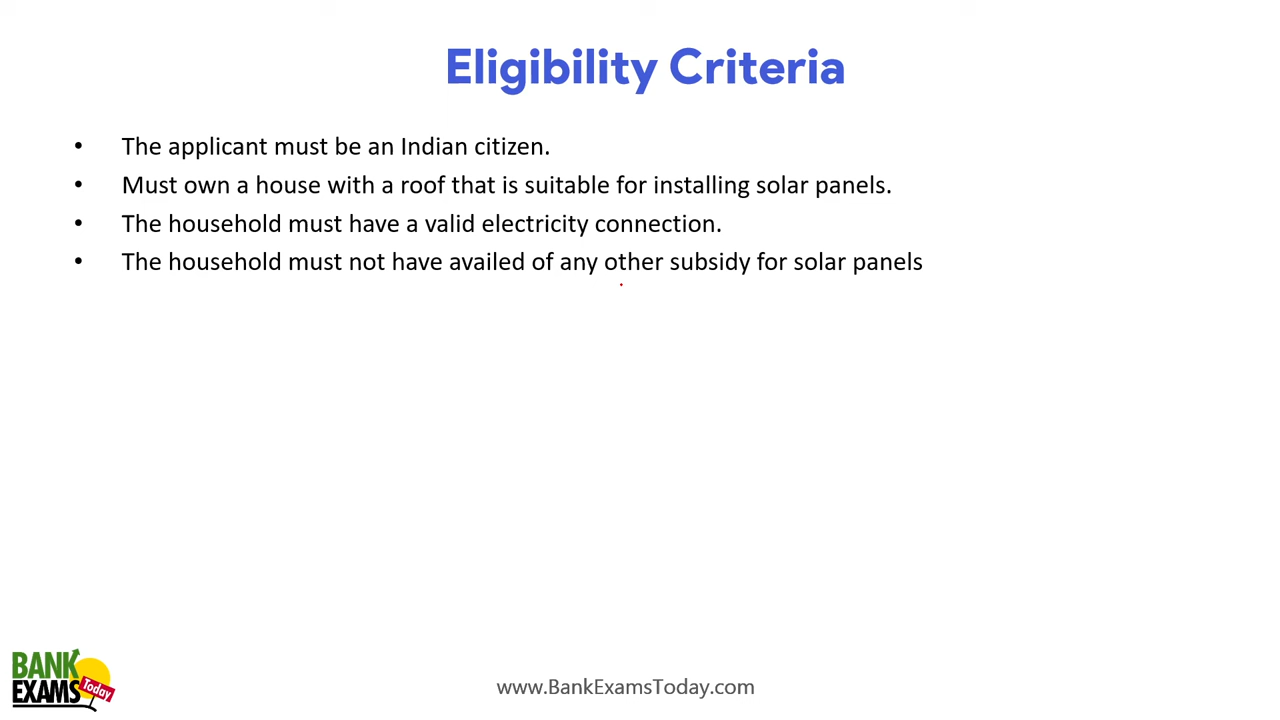 Eligibility Criteria
• The applicant must be an Indian citizen.
• Must own a house with a roof that is suitable for installing solar panels.
• The household must have a valid electricity connection.
• The household must not have availed of any other subsidy for solar panels
BANK
EXAMS
Today
www.BankExamsToday.com